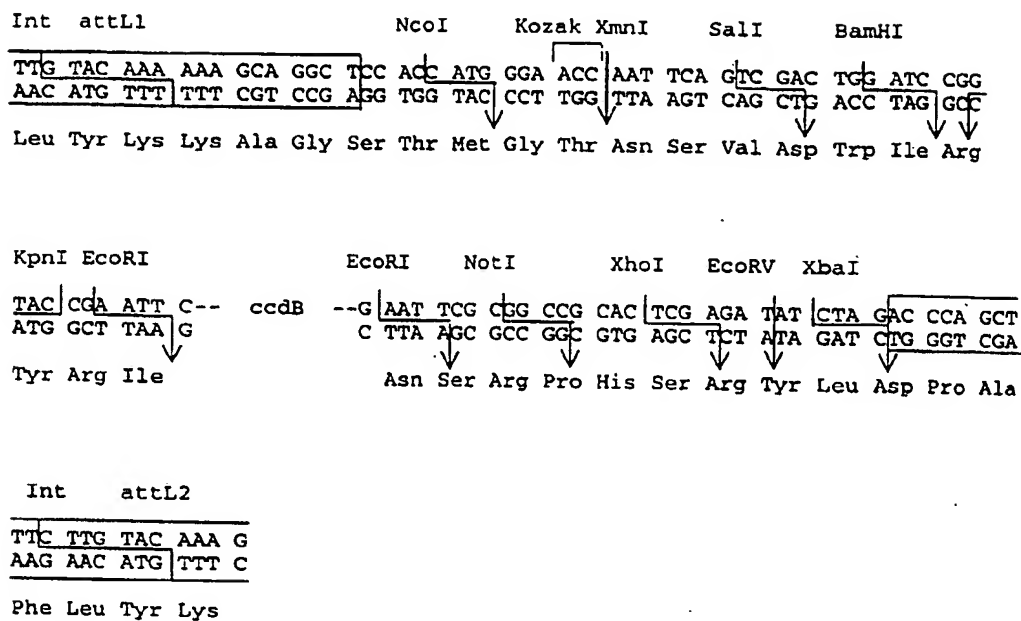 Int attL1 NcoI Kozak XmnI SalI BamHI
TTG TAC AAA AAA GCA GGC TCC ACC ATG GGA ACC AAT TCA GTC GAC TGG ATC CGG
AAC ATG TTT TTT CGT CCG AGG TGG TAC CCT TGG TTA AGT CAG CTG ACC TAG GCC
Leu Tyr Lys Lys Ala Gly Ser Thr Met Gly Thr Asn Ser Val Asp Trp Ile Arg
KpnI EcoRI EcoRI NotI XhoI EcoRV XbaI
TAC CGA ATT C-- ccdB --G AAT TCG CGG CCG CAC TCG AGA TAT CTAG ACC CA GCT
ATG GCT TAA G C TTA AGC GCC GGC GTG AGC TCT ATA GAT CTG GGT CGA
Tyr Arg Ile Asn Ser Arg Pro His Ser Arg Tyr Leu Asp Pro Ala
Int attL2
TTC TTG TAC AAA G
AAG AAC ATG TTT C
Phe Leu Tyr Lys